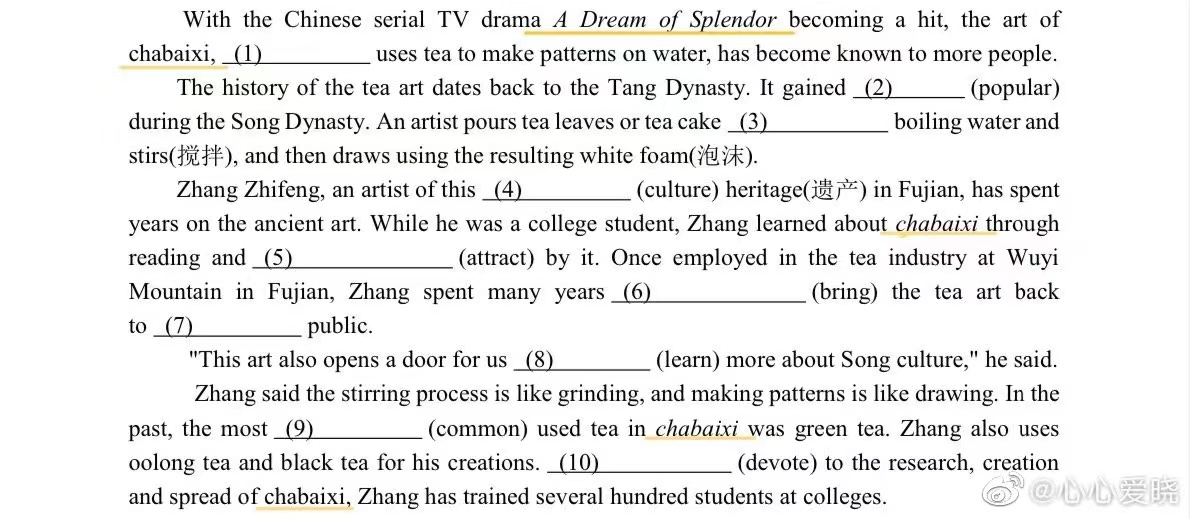 With the Chinese serial TV drama A Dream of Splendor becoming a hit, the art of
chabaixi, (1)__________ uses tea to make patterns on water, has become known to more people.
The history of the tea art dates back to the Tang Dynasty. It gained (2)______ (popular)
during the Song Dynasty. An artist pours tea leaves or tea cake (3)__________ boiling water and
stirs(搅拌), and then draws using the resulting white foam(泡沫).
Zhang Zhifeng, an artist of this (4)_________ (culture) heritage(遗产) in Fujian, has spent
years on the ancient art. While he was a college student, Zhang learned about chabaixi through
reading and (5)_____________ (attract) by it. Once employed in the tea industry at Wuyi
Mountain in Fujian, Zhang spent many years (6)_____________ (bring) the tea art back
to (7)_________ public.
"This art also opens a door for us (8)_________ (learn) more about Song culture," he said.
Zhang said the stirring process is like grinding, and making patterns is like drawing. In the
past, the most (9)_________ (common) used tea in chabaixi was green tea. Zhang also uses
oolong tea and black tea for his creations. (10)___________ (devote) to the research, creation
and spread of chabaixi, Zhang has trained several hundred students at colleges.
@心心爱晓